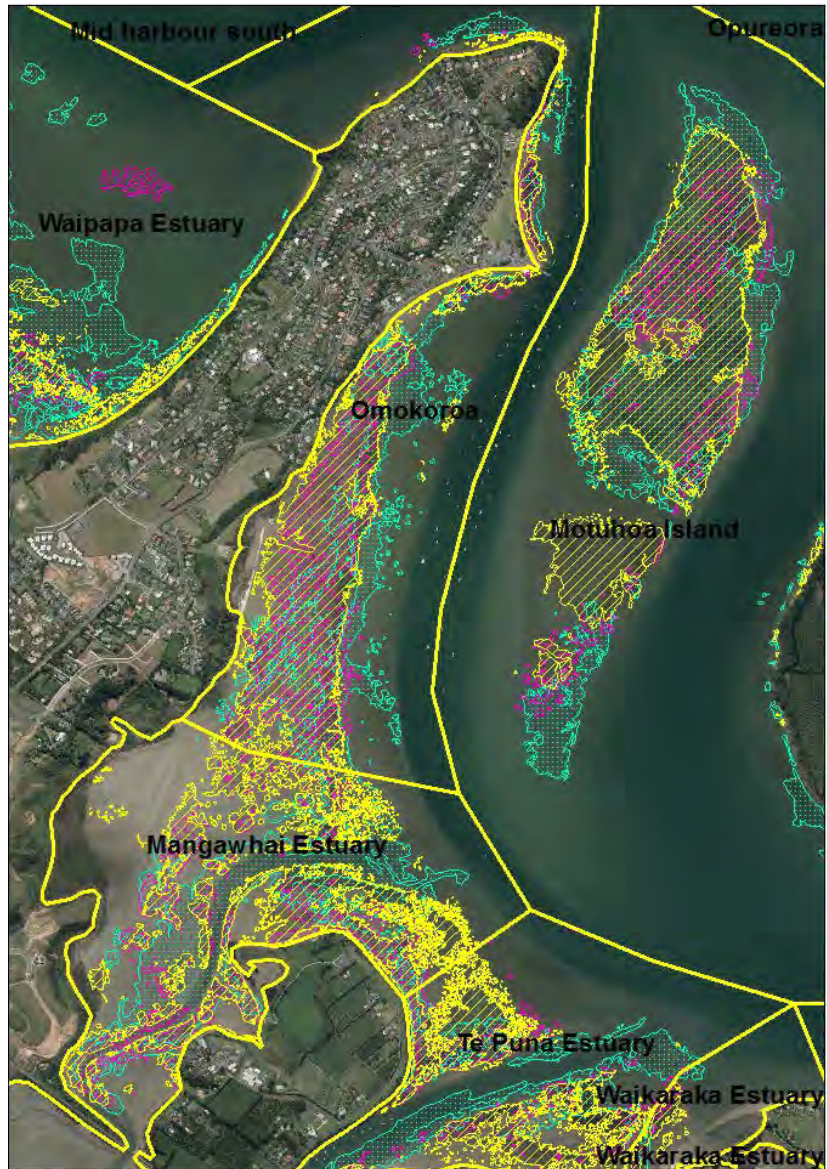 Mid harbour south
Opureora
Waipapa Estuary
Omokoroa
Motuhoa Island
Mangawhai Estuary
Te Puna Estuary
Waikaraka Estuary
Waikaraka Estuary